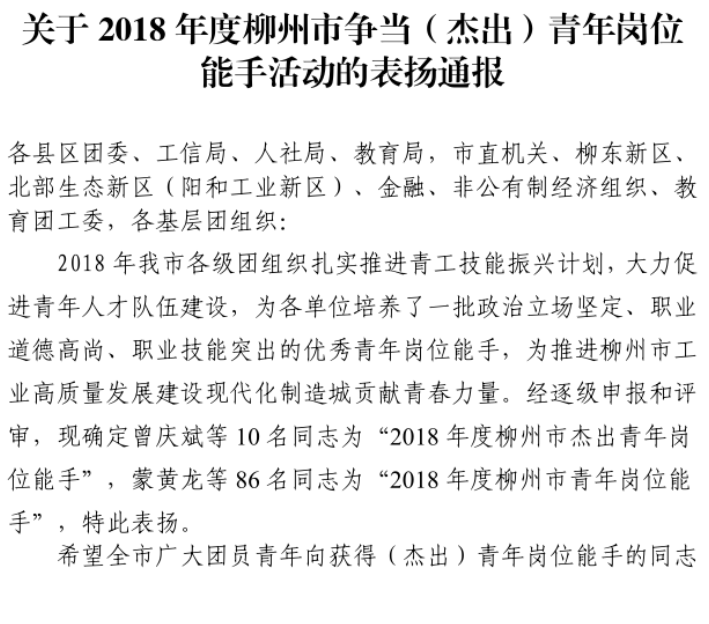 关于 2018 年度柳州市争当（杰出）青年岗位
能手活动的表扬通报
各县区团委、工信局、人社局、教育局，市直机关、柳东新区、
北部生态新区（阳和工业新区）、金融、非公有制经济组织、教
育团工委，各基层团组织：
2018 年我市各级团组织扎实推进青工技能振兴计划，大力促
进青年人才队伍建设，为各单位培养了一批政治立场坚定、职业
道德高尚、职业技能突出的优秀青年岗位能手，为推进柳州市工
业高质量发展建设现代化制造城贡献青春力量。经逐级申报和评
审，现确定曾庆斌等 10 名同志为“2018 年度柳州市杰出青年岗
位能手”，蒙黄龙等 86 名同志为“2018 年度柳州市青年岗位能
手”，特此表扬。
希望全市广大团员青年向获得（杰出）青年岗位能手的同志